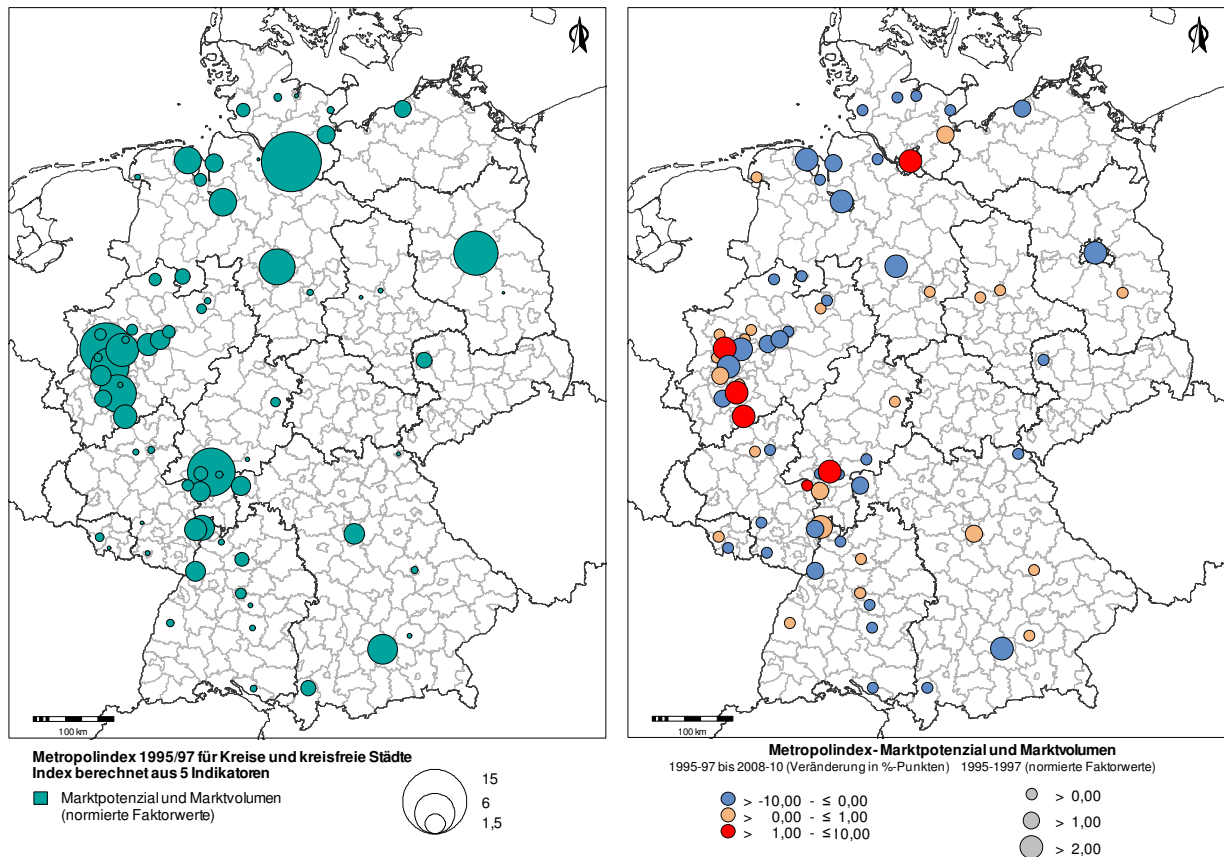 100 km
100 km
Metropolindex 1995/97 für Kreise und kreisfreie Städte
Index berechnet aus 5 Indikatoren
Marktpotenzial und Marktvolumen
(normierte Faktorwerte)
15
6
1,5
Metropolindex- Marktpotenzial und Marktvolumen
1995-97 bis 2008-10 (Veränderung in %-Punkten) 1995-1997 (normierte Faktorwerte)
> -10,00 - ≤ 0,00
> 0,00 - ≤ 1,00
> 1,00 - ≤ 10,00
> 0,00
> 1,00
> 2,00